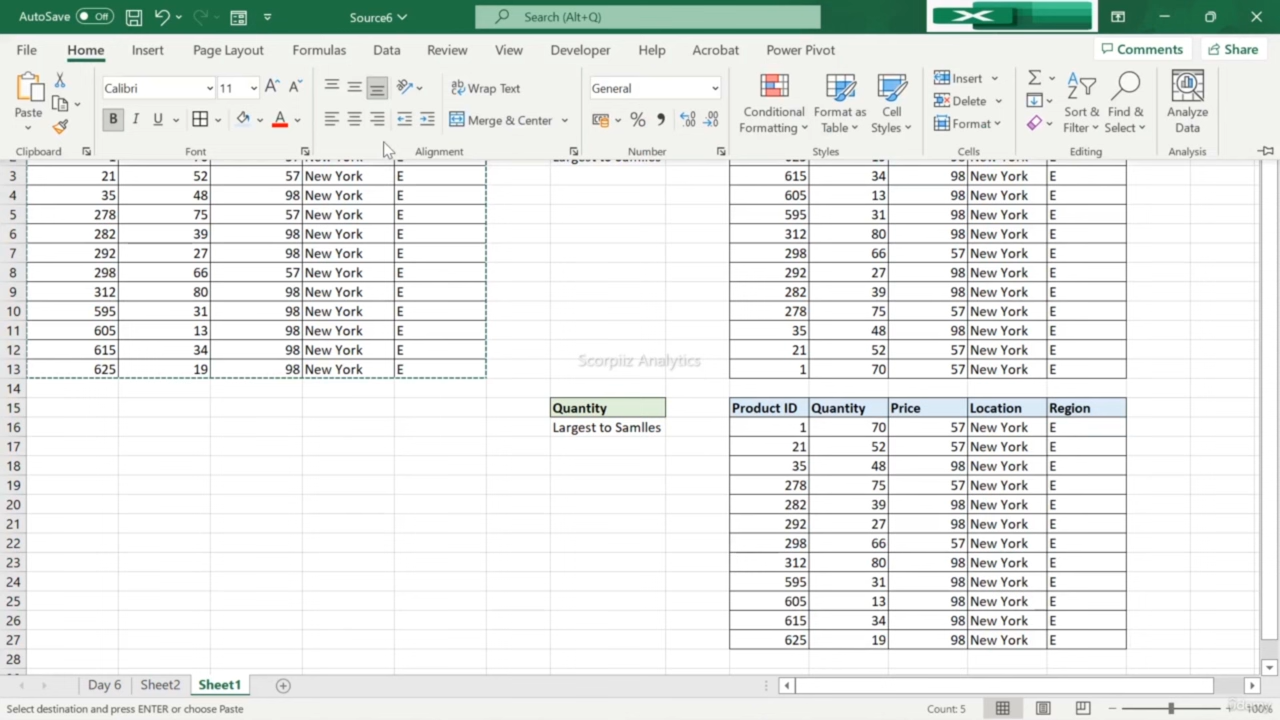 AutoSave Off Source6 Search (Alt+Q)
File Home Insert Page Layout Formulas Data Review View Developer Help Acrobat Power Pivot Comments Share
Paste Calibri 11 Wrap Text General Conditional Format as Cell Insert Sort & Find & Analyze
B I U A Merge & Center % Formatting Table Styles Delete Filter Select Data
Format
Clipboard Font Alignment Number Styles Cells Editing Analysis
3 21 52 57 New York E 615 34 98 New York E
4 35 48 98 New York E 605 13 98 New York E
5 278 75 57 New York E 595 31 98 New York E
6 282 39 98 New York E 312 80 98 New York E
7 292 27 98 New York E 298 66 57 New York E
8 298 66 57 New York E 292 27 98 New York E
9 312 80 98 New York E 282 39 98 New York E
10 595 31 98 New York E 278 75 57 New York E
11 605 13 98 New York E 35 48 98 New York E
12 615 34 98 New York E 21 52 57 New York E
Scorpiiz Analytics
13 625 19 98 New York E 1 70 57 New York E
14
15 Quantity Product ID Quantity Price Location Region
16 Largest to Samlles 1 70 57 New York E
17 21 52 57 New York E
18 35 48 98 New York E
19 278 75 57 New York E
20 282 39 98 New York E
21 292 27 98 New York E
22 298 66 57 New York E
23 312 80 98 New York E
24 595 31 98 New York E
25 605 13 98 New York E
26 615 34 98 New York E
27 625 19 98 New York E
28
Day 6 Sheet2 Sheet1
Select destination and press ENTER or choose Paste Count: 5 100%